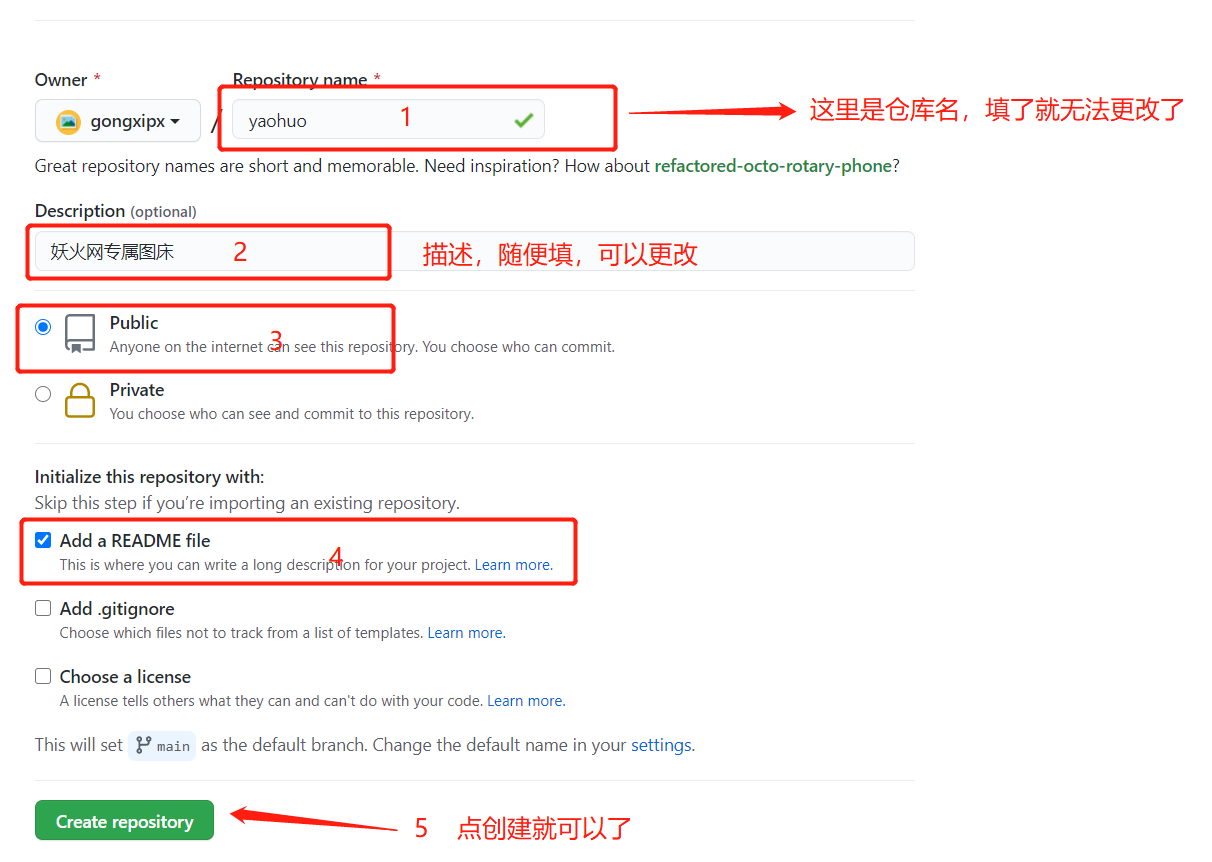 Owner *
Repository name *
gongxipx / yaohuo 1
这里是仓库名，填了就无法更改了
Great repository names are short and memorable. Need inspiration? How about refactored-octo-rotary-phone?
Description (optional)
妖火网专属图床 2 描述，随便填，可以更改
Public
3
Anyone on the internet can see this repository. You choose who can commit.
Private
You choose who can see and commit to this repository.
Initialize this repository with:
Skip this step if you’re importing an existing repository.
Add a README file
4
This is where you can write a long description for your project. Learn more.
Add .gitignore
Choose which files not to track from a list of templates. Learn more.
Choose a license
A license tells others what they can and can't do with your code. Learn more.
This will set main as the default branch. Change the default name in your settings.
Create repository 5 点创建就可以了